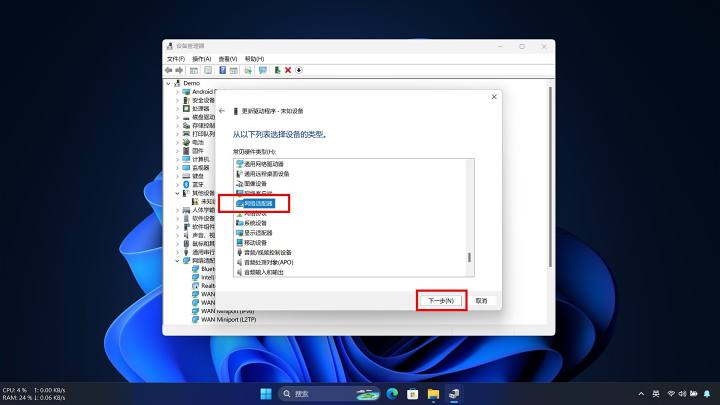 设备管理器
文件(F) 操作(A) 查看(V) 帮助(H)
Demo
Android
安全设备
处理器
磁盘驱动
存储控制
打印队列
电池
固件
计算机
监视器
键盘
蓝牙
其他设备
未知
人体学输
软件设备
软件组件
声音、视
鼠标和其
通用串行
网络适配
Bluet
Intel(
Realte
WAN
WAN
WAN Miniport (IPv6)
WAN Miniport (L2TP)
更新驱动程序 - 未知设备
从以下列表选择设备的类型。
常见硬件类型(H):
通用网络驱动器
通用远程桌面设备
图像设备
网络客户端
网络适配器
网络协议
系统设备
显示适配器
移动设备
音频/视频控制设备
音频处理对象(APO)
音频输入和输出
下一步(N)
取消
CPU: 4 % ↑: 0.00 KB/s
RAM: 24 % ↓: 0.06 KB/s
搜索
英